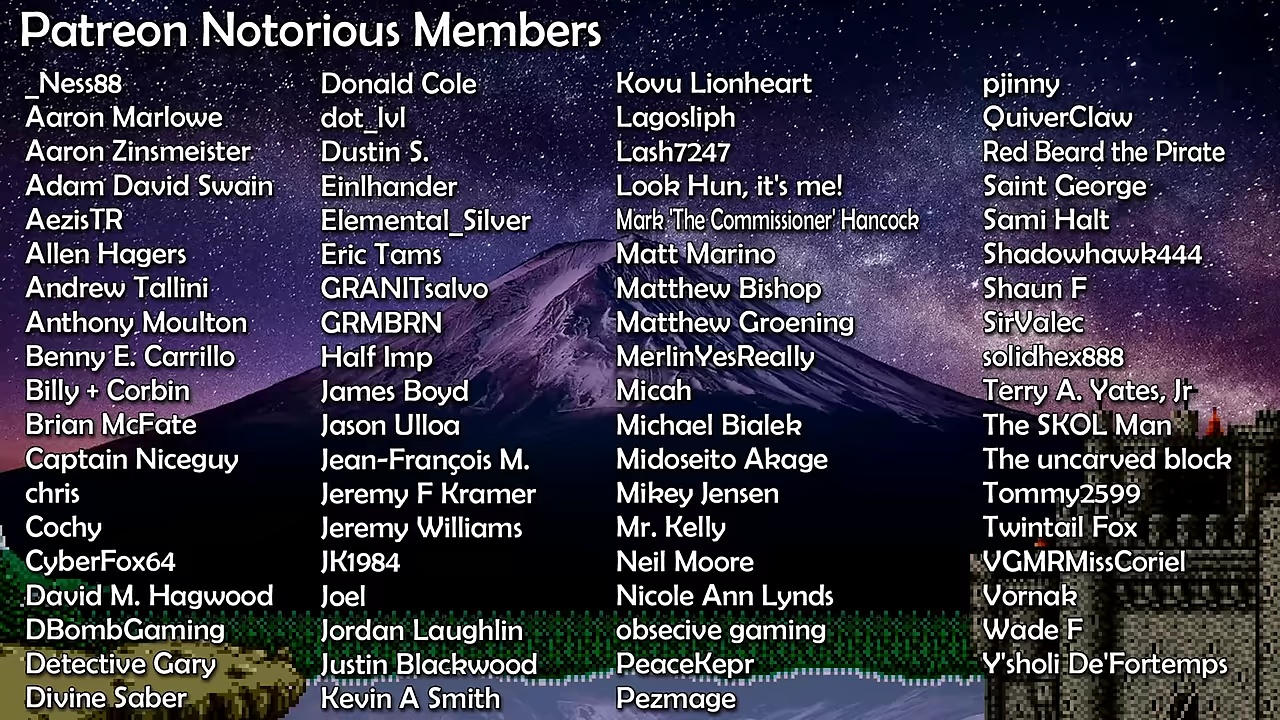 Patreon Notorious Members
_Ness88
Aaron Marlowe
Aaron Zinsmeister
Adam David Swain
AezisTR
Allen Hagers
Andrew Tallini
Anthony Moulton
Benny E. Carrillo
Billy + Corbin
Brian McFate
Captain Niceguy
chris
Cochy
CyberFox64
David M. Hagwood
DBombGaming
Detective Gary
Divine Saber
Donald Cole
dot_lvl
Dustin S.
Einlhander
Elemental_Silver
Eric Tams
GRANITsalvo
GRMBRN
Half Imp
James Boyd
Jason Ulloa
Jean-François M.
Jeremy F Kramer
Jeremy Williams
JK1984
Joel
Jordan Laughlin
Justin Blackwood
Kevin A Smith
Kovu Lionheart
Lagosliph
Lash7247
Look Hun, it's me!
Mark 'The Commissioner' Hancock
Matt Marino
Matthew Bishop
Matthew Groening
MerlinYesReally
Micah
Michael Bialek
Midoseito Akage
Mikey Jensen
Mr. Kelly
Neil Moore
Nicole Ann Lynds
obsecive gaming
PeaceKepr
Pezmage
pjinny
QuiverClaw
Red Beard the Pirate
Saint George
Sami Halt
Shadowhawk444
Shaun F
SirValec
solidhex888
Terry A. Yates, Jr
The SKOL Man
The uncarved block
Tommy2599
Twintail Fox
VGMRMissCoriel
Vornak
Wade F
Y'sholi De'Fortemps